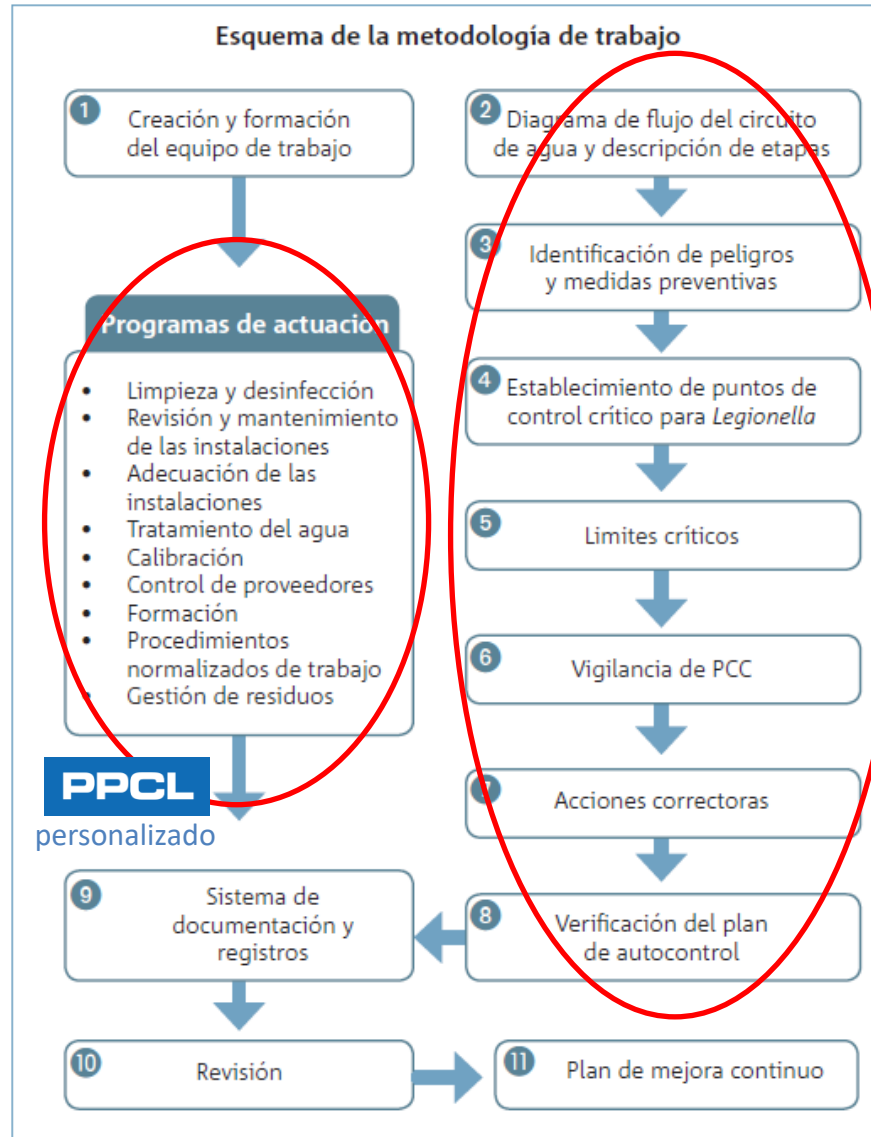 Esquema de la metodología de trabajo
1
Creación y formación
del equipo de trabajo
Programas de actuación
• Limpieza y desinfección
• Revisión y mantenimiento
de las instalaciones
• Adecuación de las
instalaciones
• Tratamiento del agua
• Calibración
• Control de proveedores
• Formación
• Procedimientos
normalizados de trabajo
• Gestión de residuos
PPCL
personalizado
2
Diagrama de flujo del circuito
de agua y descripción de etapas
3
Identificación de peligros
y medidas preventivas
4
Establecimiento de puntos de
control crítico para Legionella
5
Limites críticos
6
Vigilancia de PCC
7
Acciones correctoras
8
Verificación del plan
de autocontrol
9
Sistema de
documentación y
registros
10
Revisión
11
Plan de mejora continuo